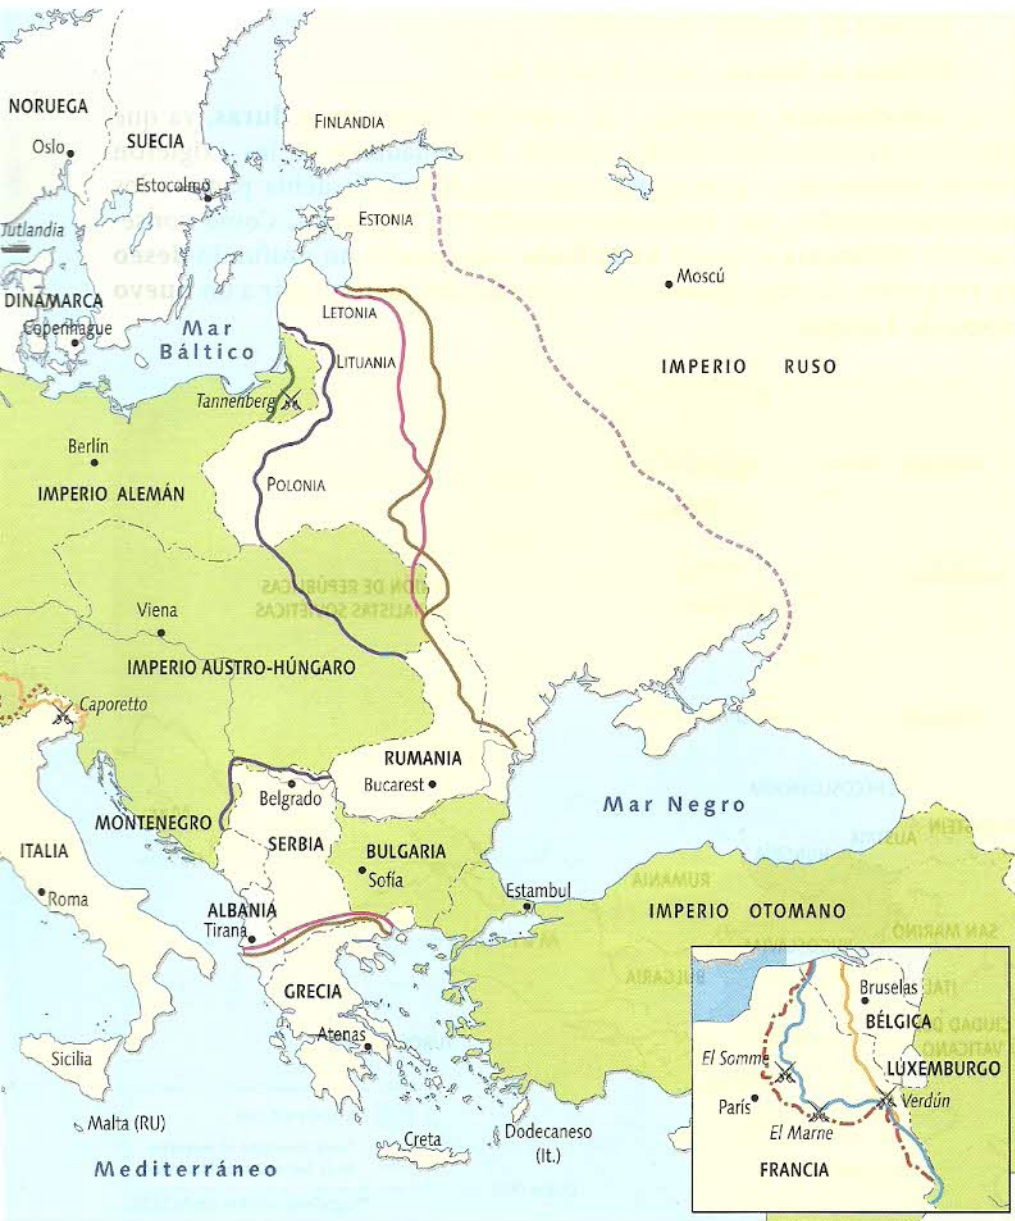 NORUEGA
Oslo
SUECIA
Estocolmo
FINLANDIA
ESTONIA
Jutlandia
DINAMARCA
Copenhague
Mar
Báltico
LETONIA
LITUANIA
Moscú
IMPERIO RUSO
Tannenberg
Berlín
IMPERIO ALEMÁN
POLONIA
Viena
IMPERIO AUSTRO-HÚNGARO
Caporetto
RUMANIA
Bucarest
Belgrado
Mar Negro
MONTENEGRO
SERBIA
ITALIA
BULGARIA
Sofía
Roma
ALBANIA
Tirana
Estambul
IMPERIO OTOMANO
GRECIA
Atenas
Sicilia
Malta (RU)
Creta
Dodecaneso
(It.)
Mediterráneo
Bruselas
BÉLGICA
El Somme
LUXEMBURGO
París
Verdún
El Marne
FRANCIA